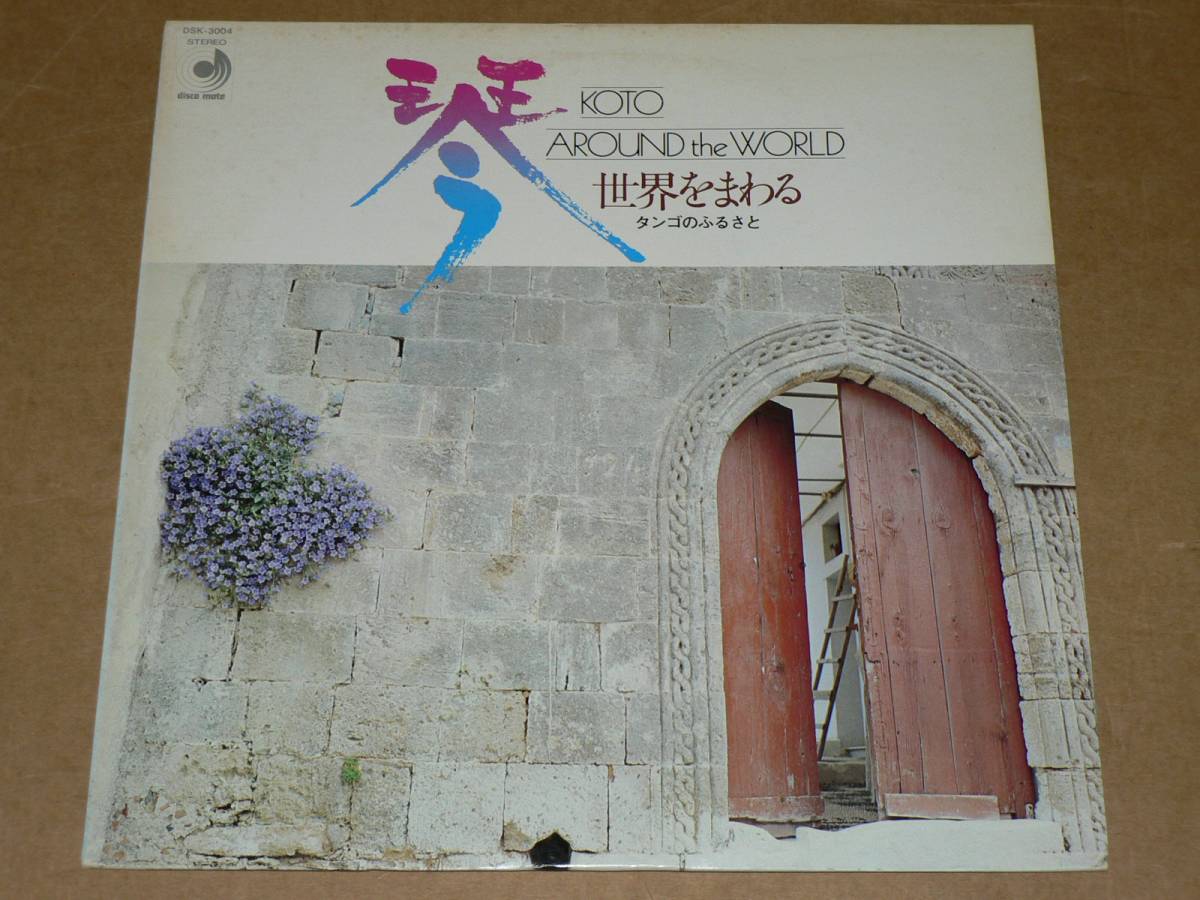 DSK-3004
STEREO
disco mate
琴
KOTO
AROUND the WORLD
世界をまわる
タンゴのふるさと